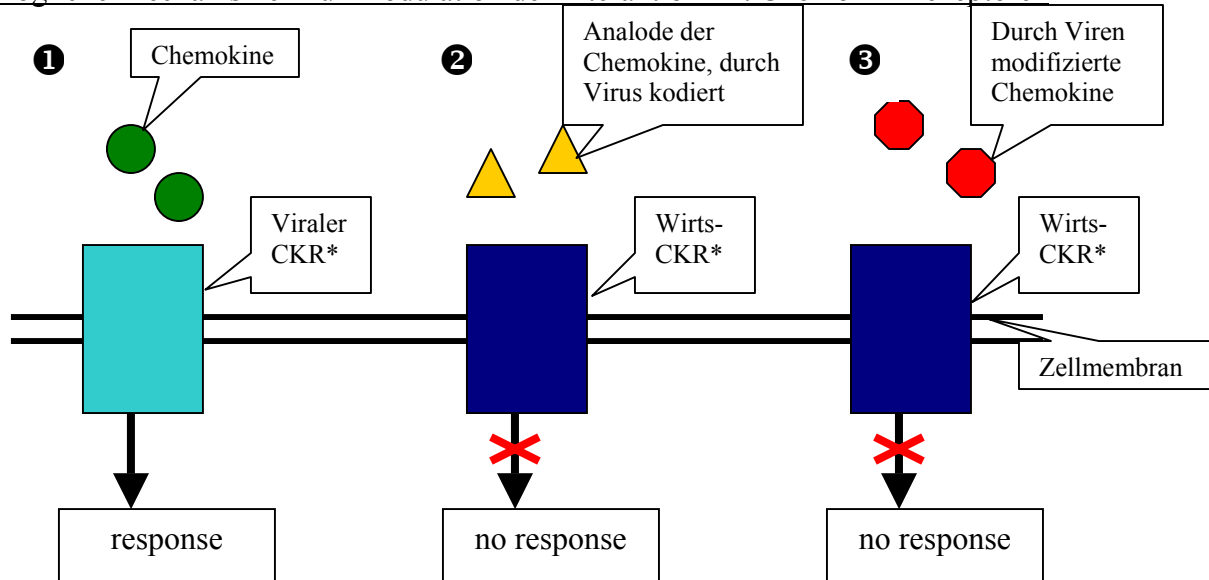 ❶
Chemokine
❷
Analode der
Chemokine, durch
Virus kodiert
❸
Durch Viren
modifizierte
Chemokine
Viraler
CKR*
Wirts-
CKR*
Wirts-
CKR*
Zellmembran
response
no response
no response